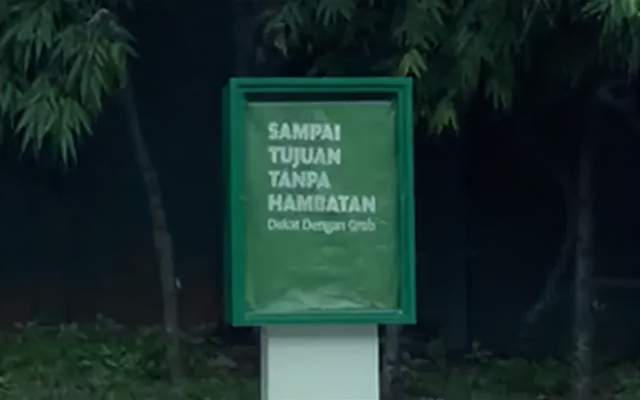 SAMPAI
TUJUAN
TANPA
HAMBATAN
Dekat Dengan Grab